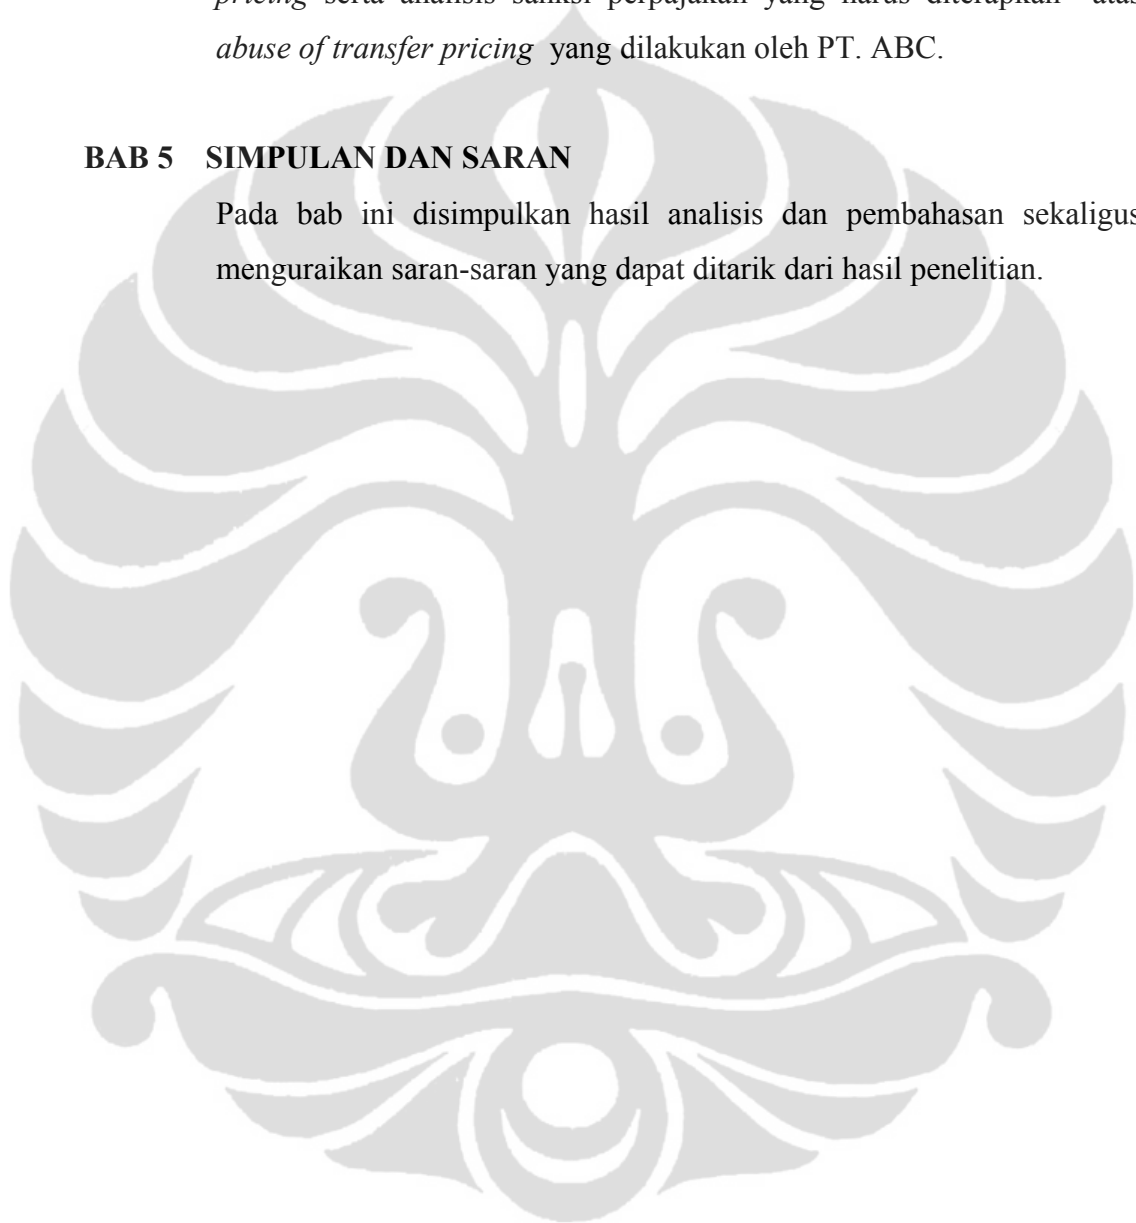 pricing serta analisis sanksi perpajakan yang harus diterapkan atas
abuse of transfer pricing yang dilakukan oleh PT. ABC.
BAB 5 SIMPULAN DAN SARAN
Pada bab ini disimpulkan hasil analisis dan pembahasan sekaligus
menguraikan saran-saran yang dapat ditarik dari hasil penelitian.